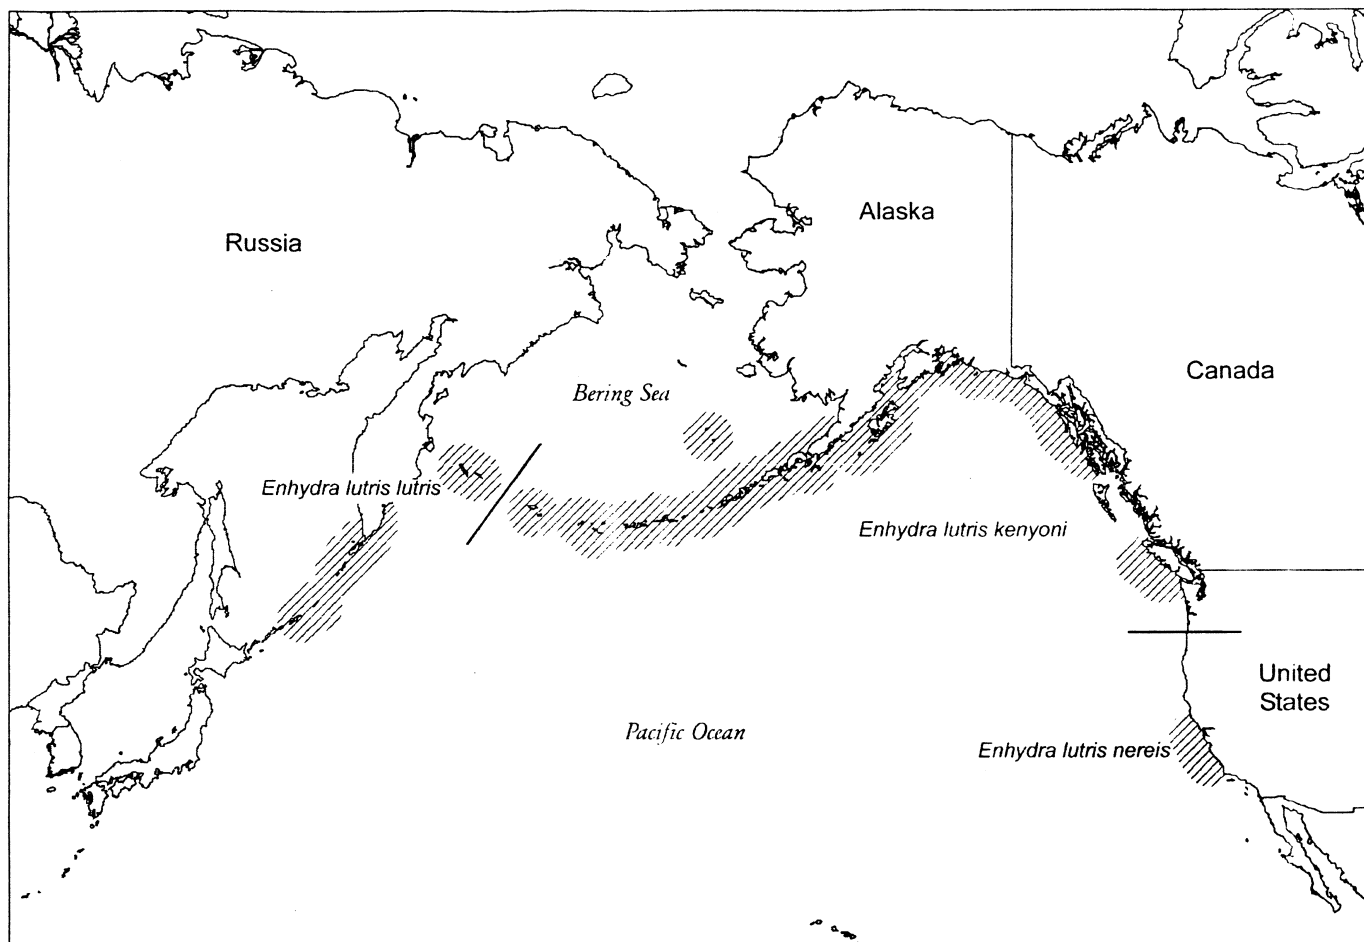 Alaska
Russia
Canada
Bering Sea
Enhydra lutris lutris
Enhydra lutris kenyoni
United
States
Pacific Ocean
Enhydra lutris nereis